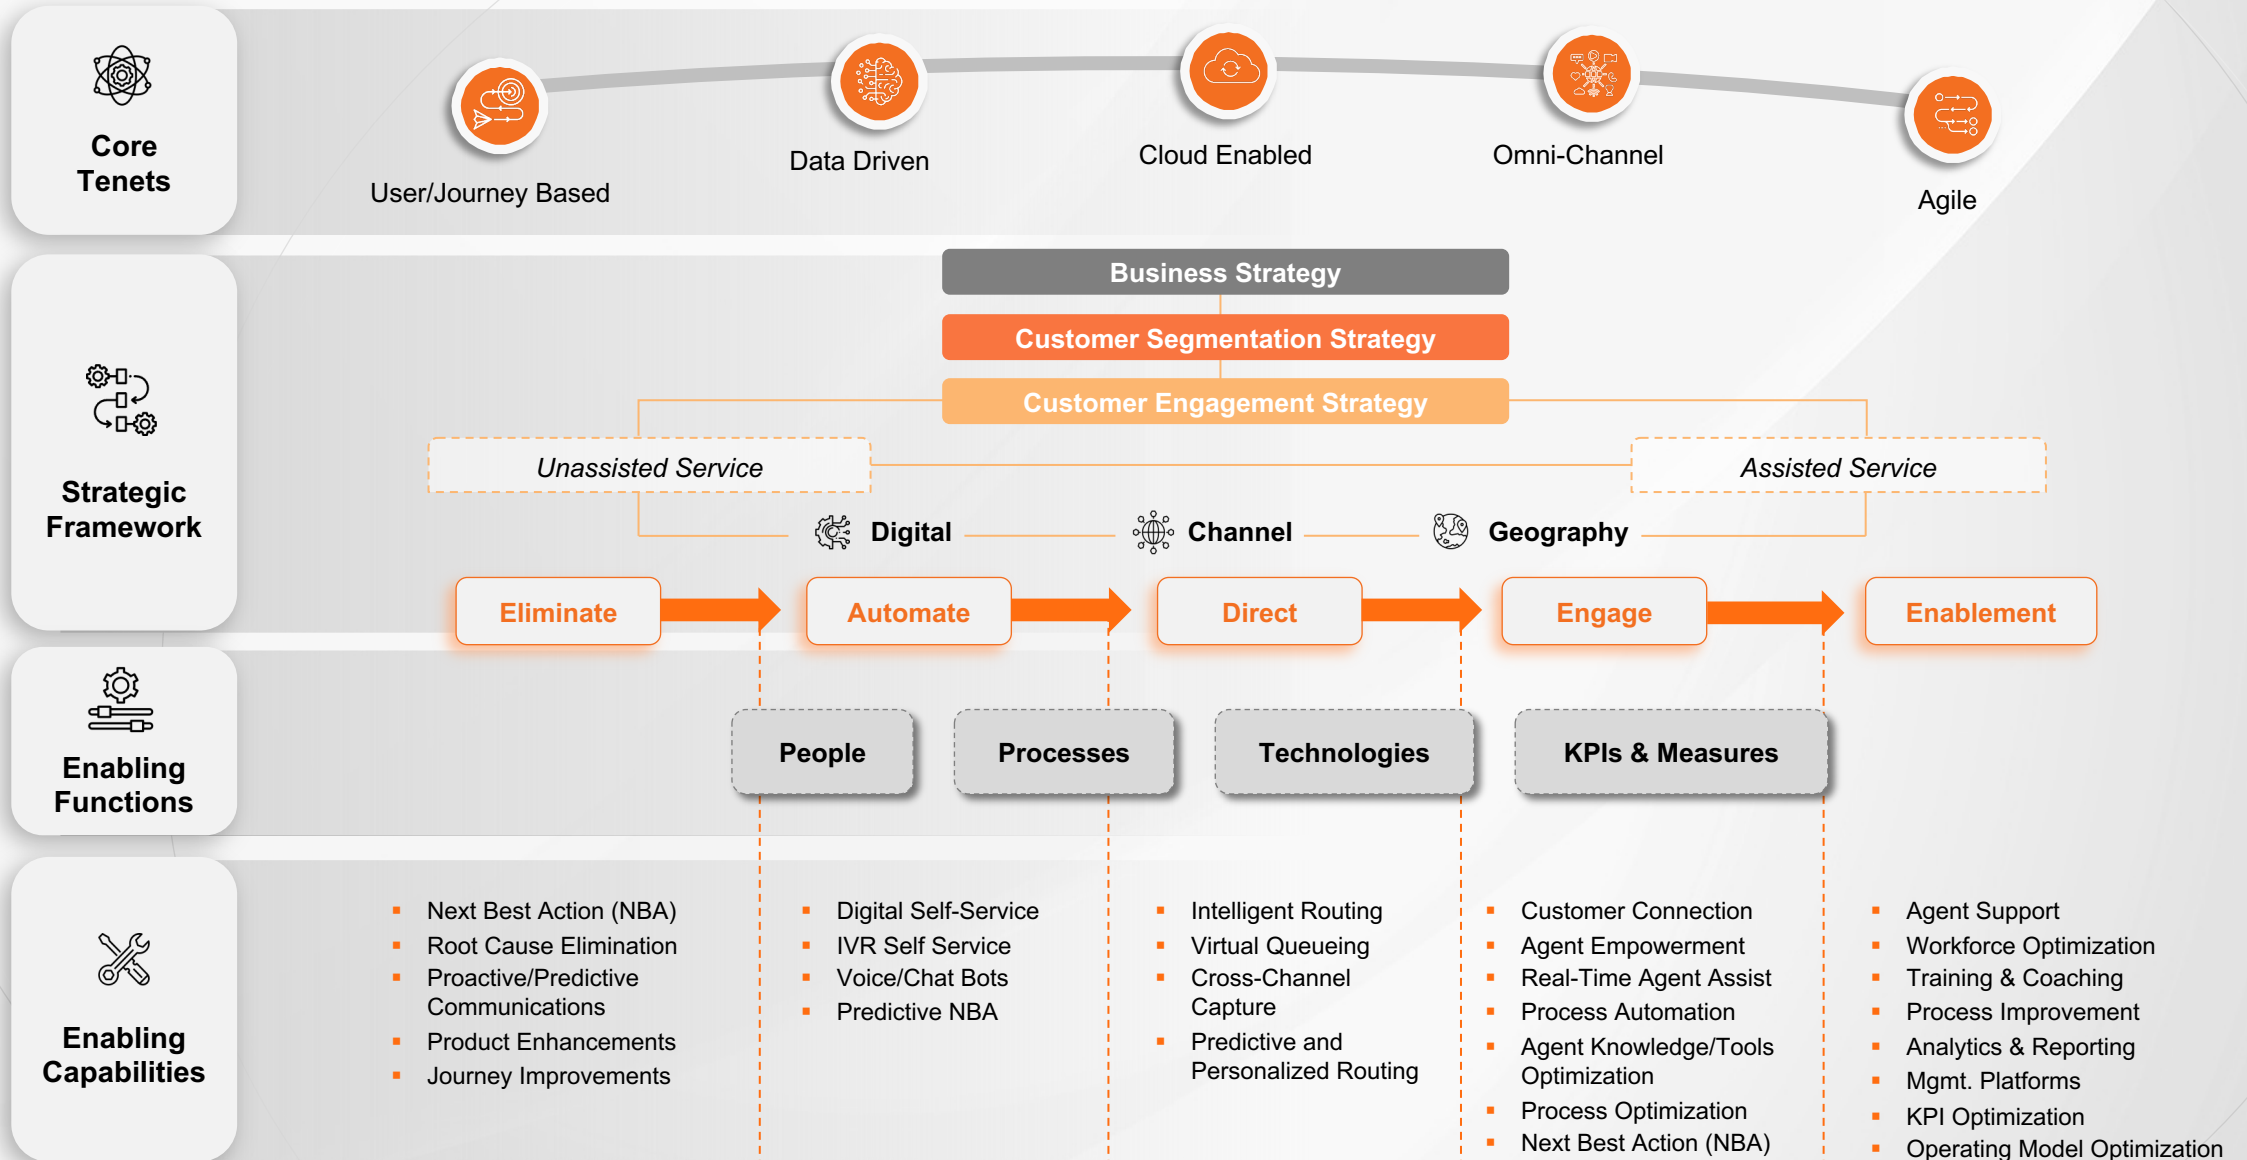 Core
Tenets
User/Journey Based
Data Driven
Cloud Enabled
Omni-Channel
Agile
Strategic
Framework
Business Strategy
Customer Segmentation Strategy
Customer Engagement Strategy
Unassisted Service
Assisted Service
Digital
Channel
Geography
Eliminate
Automate
Direct
Engage
Enablement
Enabling
Functions
People
Processes
Technologies
KPIs & Measures
Enabling
Capabilities
Next Best Action (NBA)
Root Cause Elimination
Proactive/Predictive
Communications
Product Enhancements
Journey Improvements
Digital Self-Service
IVR Self Service
Voice/Chat Bots
Predictive NBA
Intelligent Routing
Virtual Queueing
Cross-Channel
Capture
Predictive and
Personalized Routing
Customer Connection
Agent Empowerment
Real-Time Agent Assist
Process Automation
Agent Knowledge/Tools
Optimization
Process Optimization
Next Best Action (NBA)
Agent Support
Workforce Optimization
Training & Coaching
Process Improvement
Analytics & Reporting
Mgmt. Platforms
KPI Optimization
Operating Model Optimization